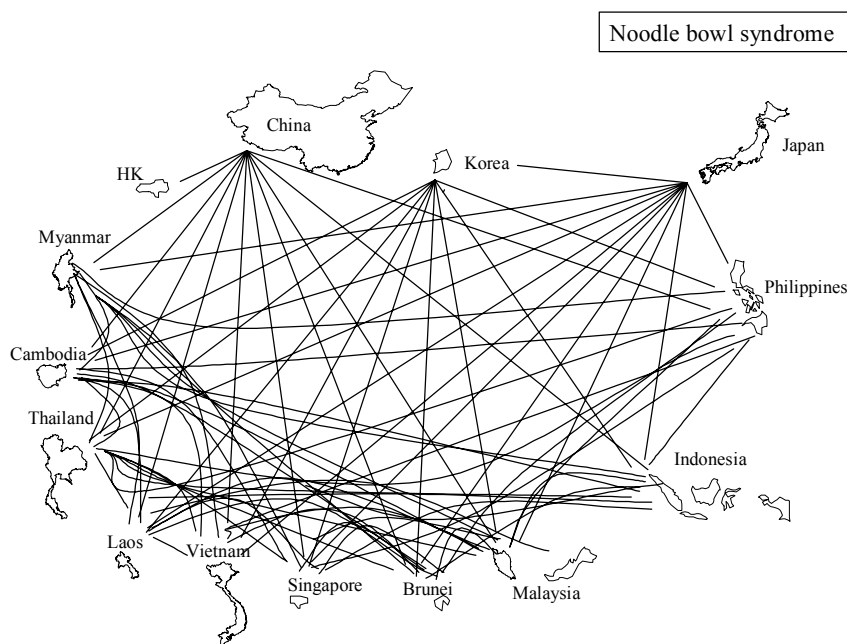 Noodle bowl syndrome
China
Japan
Korea
HK
Myanmar
Philippines
Cambodia
Thailand
Indonesia
Laos
Vietnam
Singapore
Brunei
Malaysia